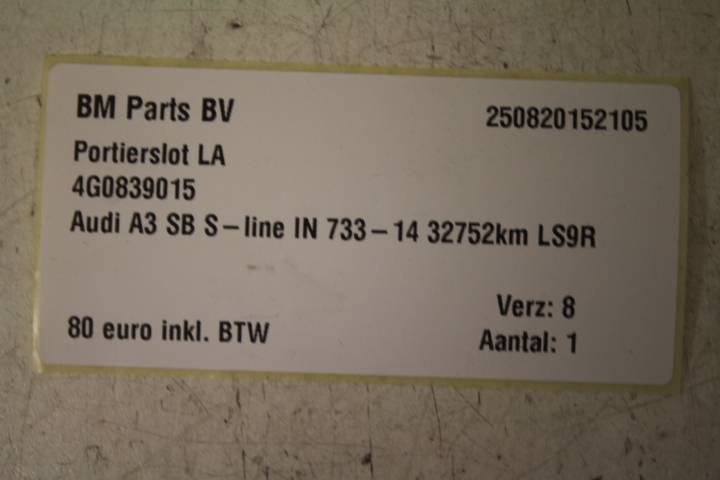 BM Parts BV 250820152105
Portierslot LA
4G0839015
Audi A3 SB S-line IN 733-14 32752km LS9R
Verz: 8
80 euro inkl. BTW
Aantal: 1